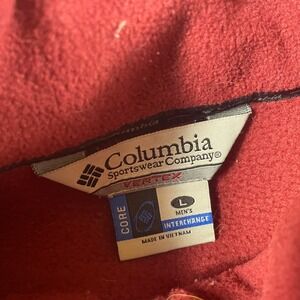 Columbia
Sportswear Company®
VERTEX
CORE
L
MEN'S
INTERCHANGE
MADE IN VIETNAM